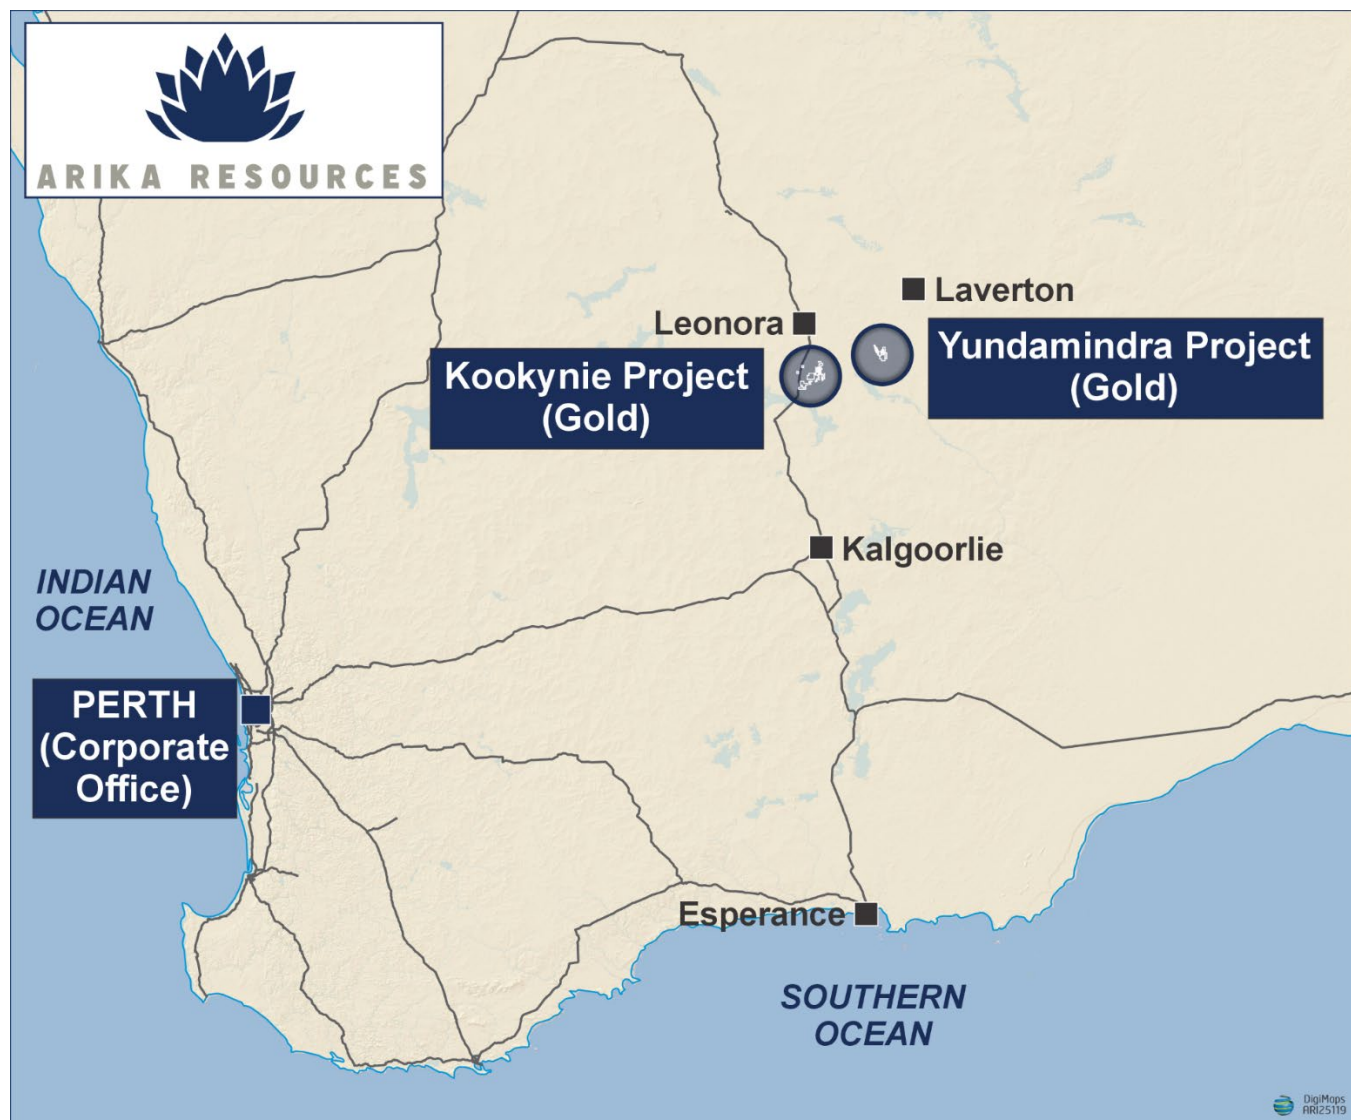 ARIKA RESOURCES
Laverton
Leonora
Yundamindra Project
(Gold)
Kookynie Project
(Gold)
Kalgoorlie
INDIAN
OCEAN
PERTH
(Corporate
Office)
Esperance
SOUTHERN
OCEAN
DigiMaps
ARI25119